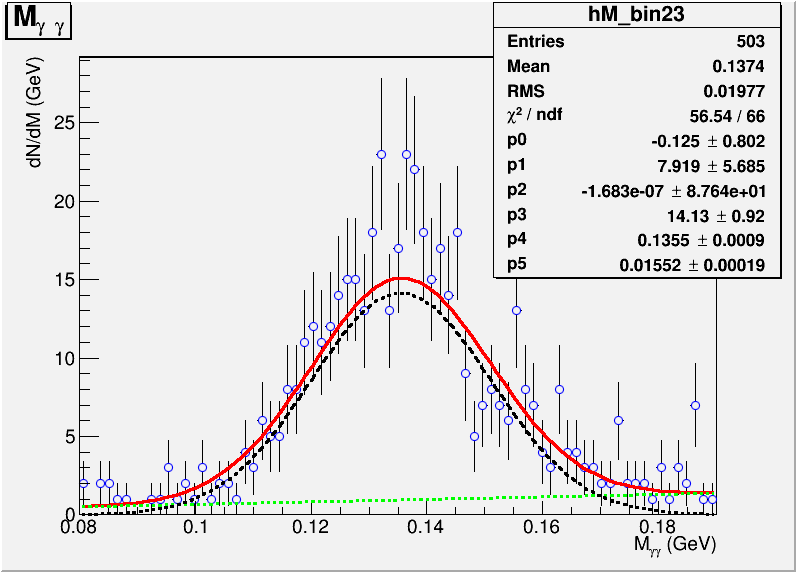 M γ γ
hM_bin23
Entries 503
Mean 0.1374
RMS 0.01977
χ² / ndf 56.54 / 66
p0 -0.125 ± 0.802
p1 7.919 ± 5.685
p2 -1.683e-07 ± 8.764e+01
p3 14.13 ± 0.92
p4 0.1355 ± 0.0009
p5 0.01552 ± 0.00019
dN/dM (GeV)
25
20
15
10
5
0
0.08 0.1 0.12 0.14 0.16 0.18
Mγγ (GeV)